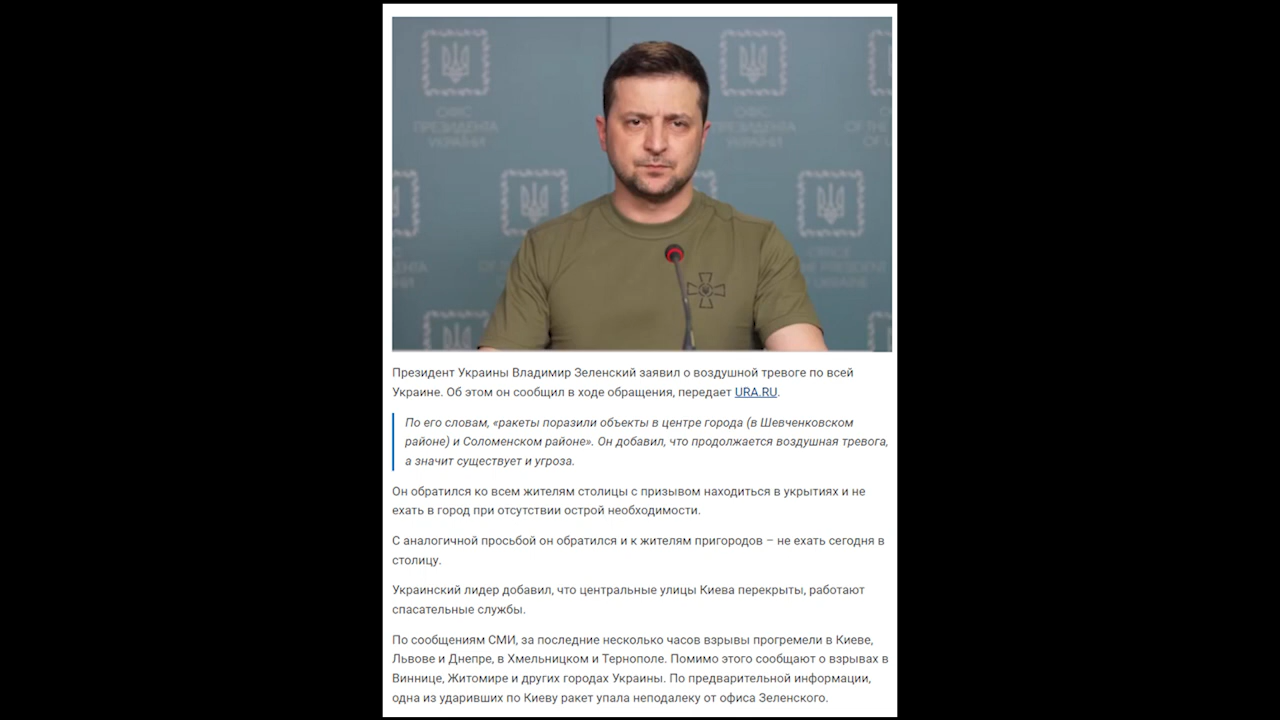 ОФІС
ПРЕЗИДЕНТА
УКРАЇНИ
Президент Украины Владимир Зеленский заявил о воздушной тревоге по всей
Украине. Об этом он сообщил в ходе обращения, передает URA.RU.
По его словам, «ракеты поразили объекты в центре города (в Шевченковском
районе) и Соломенском районе». Он добавил, что продолжается воздушная тревога,
а значит существует и угроза.
Он обратился ко всем жителям столицы с призывом находиться в укрытиях и не
ехать в город при отсутствии острой необходимости.
С аналогичной просьбой он обратился и к жителям пригородов – не ехать сегодня в
столицу.
Украинский лидер добавил, что центральные улицы Киева перекрыты, работают
спасательные службы.
По сообщениям СМИ, за последние несколько часов взрывы прогремели в Киеве,
Львове и Днепре, в Хмельницком и Тернополе. Помимо этого сообщают о взрывах в
Виннице, Житомире и других городах Украины. По предварительной информации,
одна из ударивших по Киеву ракет упала неподалеку от офиса Зеленского.